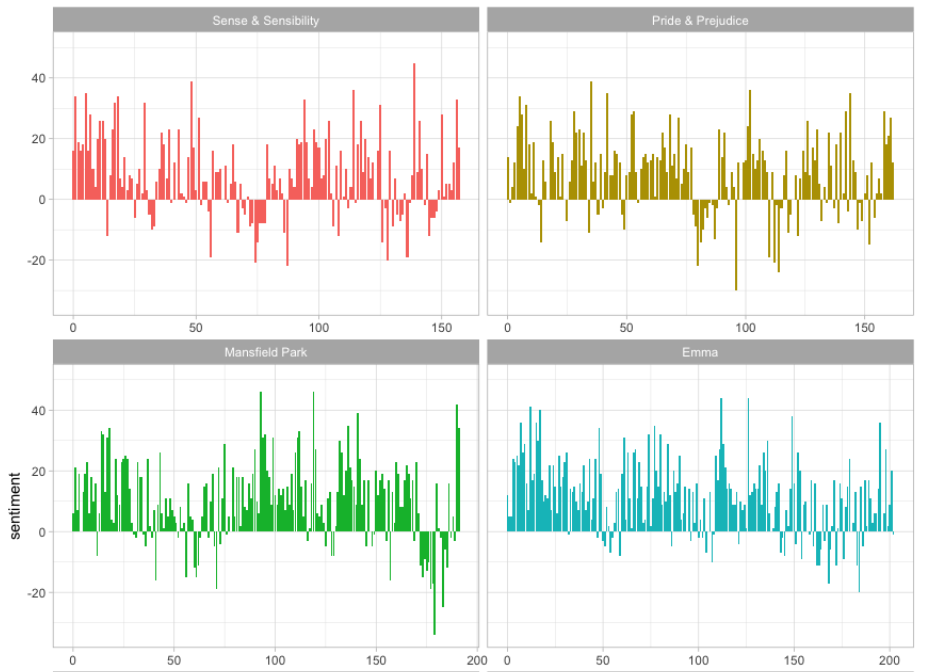 Sense & Sensibility
Pride & Prejudice
40
20
0
-20
0 50 100 150
0 50 100 150
Mansfield Park
Emma
sentiment
40
20
0
-20
0 50 100 150 200
0 50 100 150 200